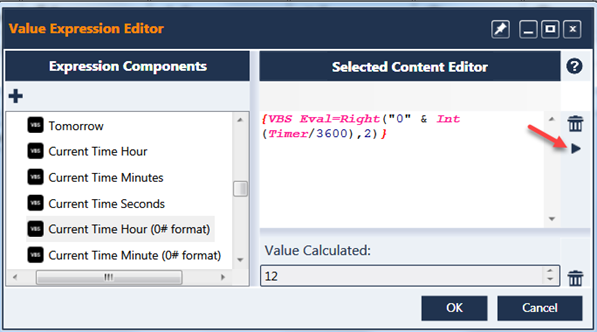 Value Expression Editor
Expression Components
Selected Content Editor
VBS Tomorrow
VBS Current Time Hour
VBS Current Time Minutes
VBS Current Time Seconds
VBS Current Time Hour (0# format)
VBS Current Time Minute (0# format)
{VBS Eval=Right("0" & Int
(Timer/3600),2)}
Value Calculated:
12
OK
Cancel